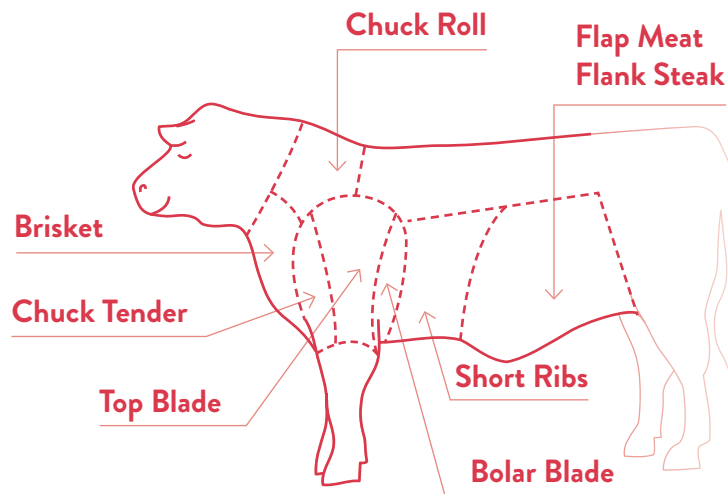 Chuck Roll
Flap Meat
Flank Steak
Brisket
Chuck Tender
Top Blade
Short Ribs
Bolar Blade